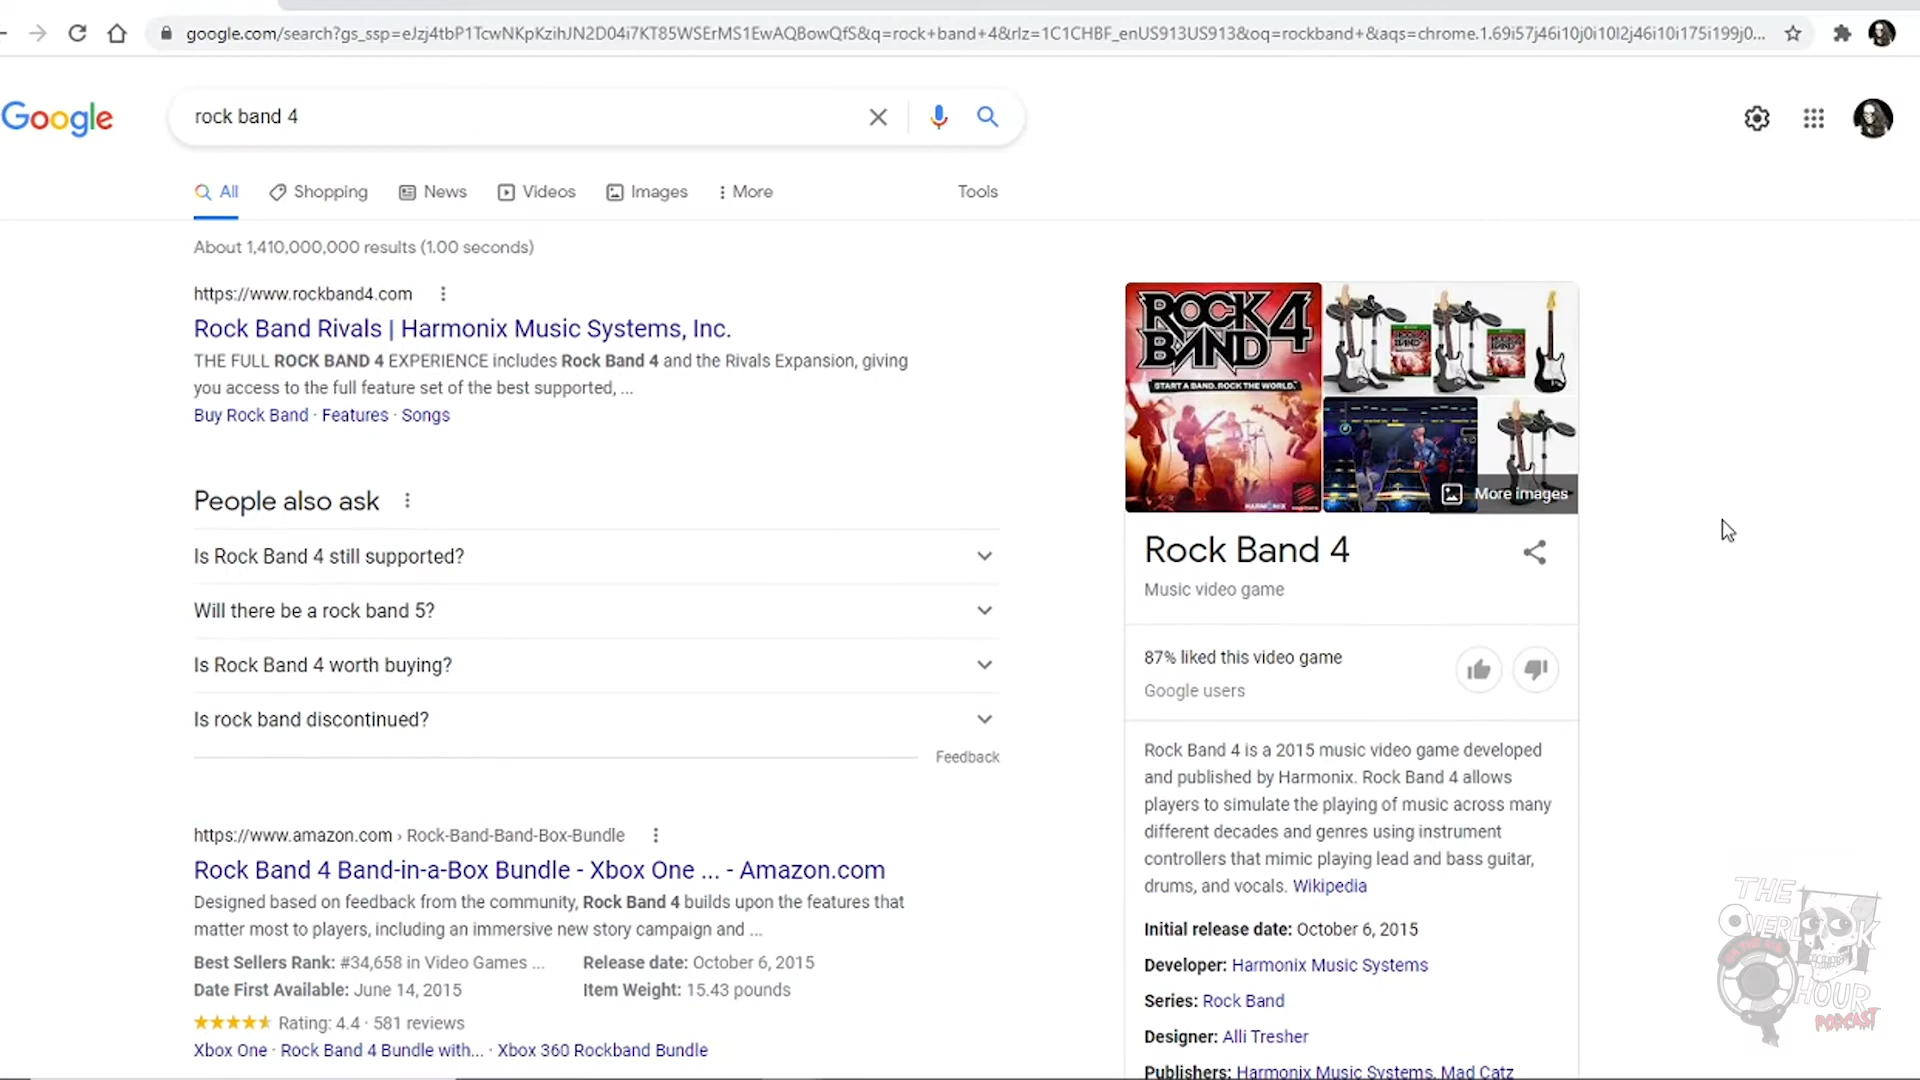 google.com/search?gs_ssp=eJzj4tbP1TcwNKpKzihJN2D04i7KT85WSErMS1EwAQBowQfS&q=rock+band+4&rlz=1C1CHBF_enUS913US913&oq=rockband+&aqs=chrome.1.69i57j46i10j0i10l2j46i10i175i199j0...
Google
rock band 4
All Shopping News Videos Images More Tools
About 1,410,000,000 results (1.00 seconds)
https://www.rockband4.com
Rock Band Rivals | Harmonix Music Systems, Inc.
THE FULL ROCK BAND 4 EXPERIENCE includes Rock Band 4 and the Rivals Expansion, giving
you access to the full feature set of the best supported, ...
Buy Rock Band · Features · Songs
People also ask
Is Rock Band 4 still supported?
Will there be a rock band 5?
Is Rock Band 4 worth buying?
Is rock band discontinued?
Feedback
https://www.amazon.com › Rock-Band-Band-Box-Bundle
Rock Band 4 Band-in-a-Box Bundle - Xbox One ... - Amazon.com
Designed based on feedback from the community, Rock Band 4 builds upon the features that
matter most to players, including an immersive new story campaign and ...
Best Sellers Rank: #34,658 in Video Games ... Release date: October 6, 2015
Date First Available: June 14, 2015 Item Weight: 15.43 pounds
Rating: 4.4 · 581 reviews
Xbox One · Rock Band 4 Bundle with... · Xbox 360 Rockband Bundle
ROCK BAND 4
START A BAND. ROCK THE WORLD.
HARMONIX
More images
Rock Band 4
Music video game
87% liked this video game
Google users
Rock Band 4 is a 2015 music video game developed
and published by Harmonix. Rock Band 4 allows
players to simulate the playing of music across many
different decades and genres using instrument
controllers that mimic playing lead and bass guitar,
drums, and vocals. Wikipedia
Initial release date: October 6, 2015
Developer: Harmonix Music Systems
Series: Rock Band
Designer: Alli Tresher
Publishers: Harmonix Music Systems, Mad Catz
THE
OVERLOOK
ON THE AIR
HOUR
PODCAST